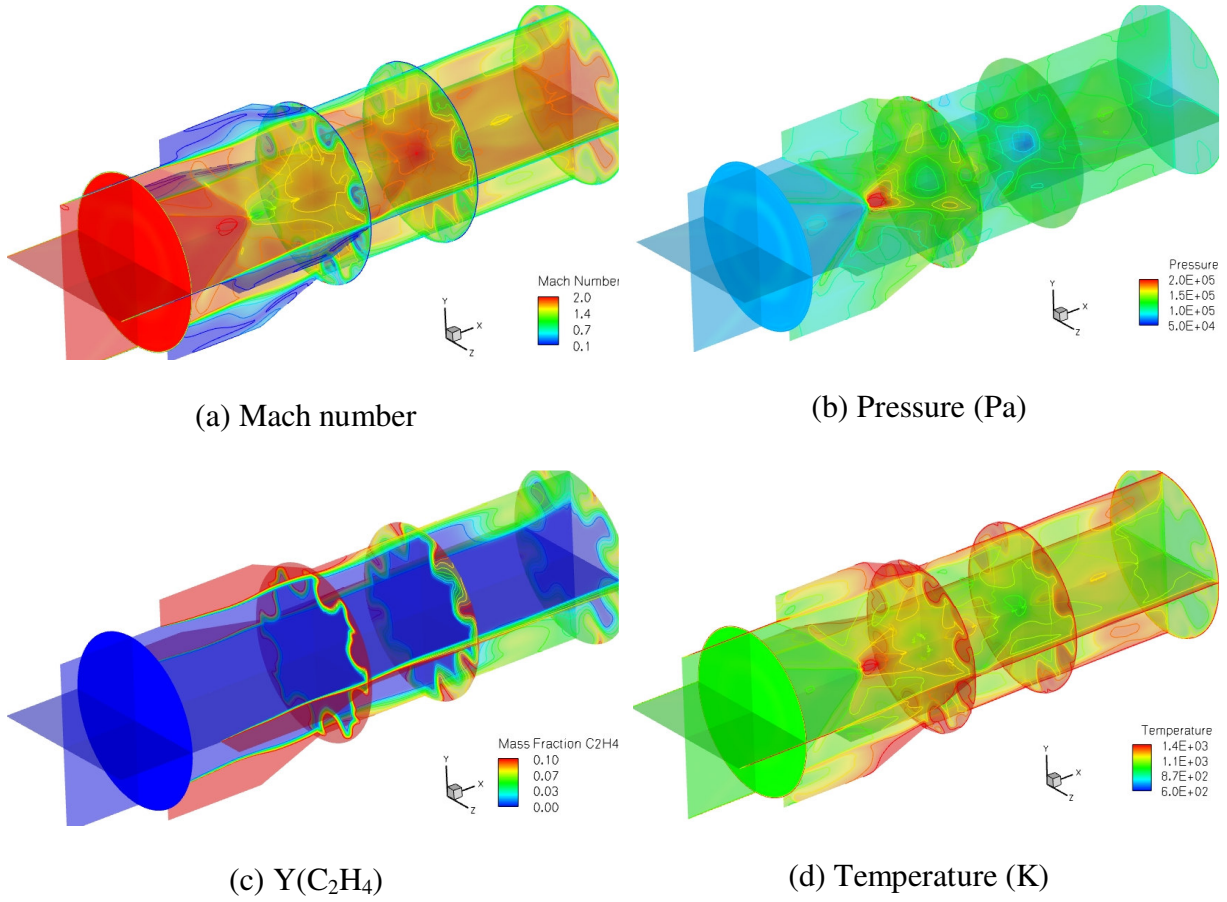 Mach Number
2.0
1.4
0.7
0.1
Y
X
Z
(a) Mach number
Pressure
2.0E+05
1.5E+05
1.0E+05
5.0E+04
Y
X
Z
(b) Pressure (Pa)
Mass Fraction C2H4
0.10
0.07
0.03
0.00
Y
X
Z
(c) Y(C₂H₄)
Temperature
1.4E+03
1.1E+03
8.7E+02
6.0E+02
Y
X
Z
(d) Temperature (K)